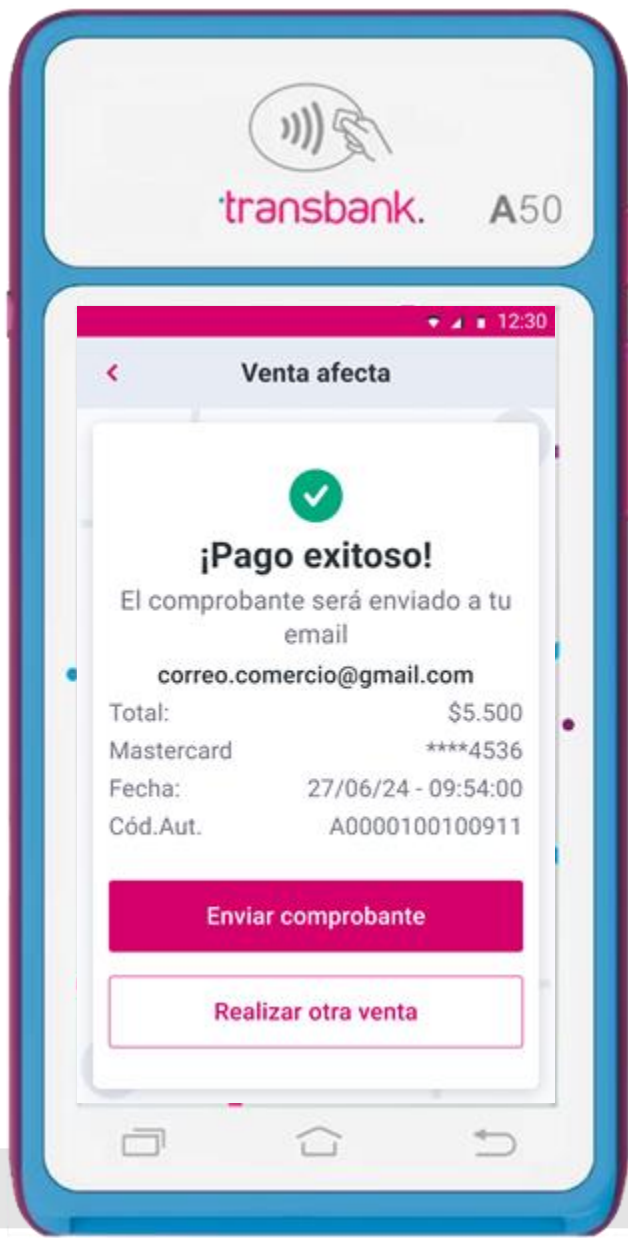 transbank.
A50
12:30
Venta afecta
¡Pago exitoso!
El comprobante será enviado a tu
email
correo.comercio@gmail.com
Total: $5.500
Mastercard ****4536
Fecha: 27/06/24 - 09:54:00
Cód.Aut. A0000100100911
Enviar comprobante
Realizar otra venta